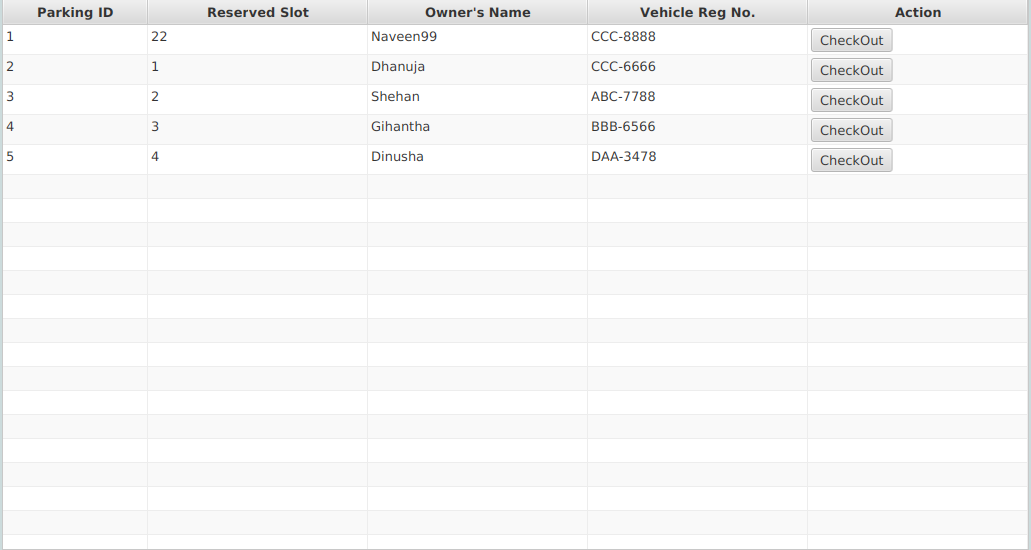 Parking ID Reserved Slot Owner's Name Vehicle Reg No. Action
1 22 Naveen99 CCC-8888 CheckOut
2 1 Dhanuja CCC-6666 CheckOut
3 2 Shehan ABC-7788 CheckOut
4 3 Gihantha BBB-6566 CheckOut
5 4 Dinusha DAA-3478 CheckOut